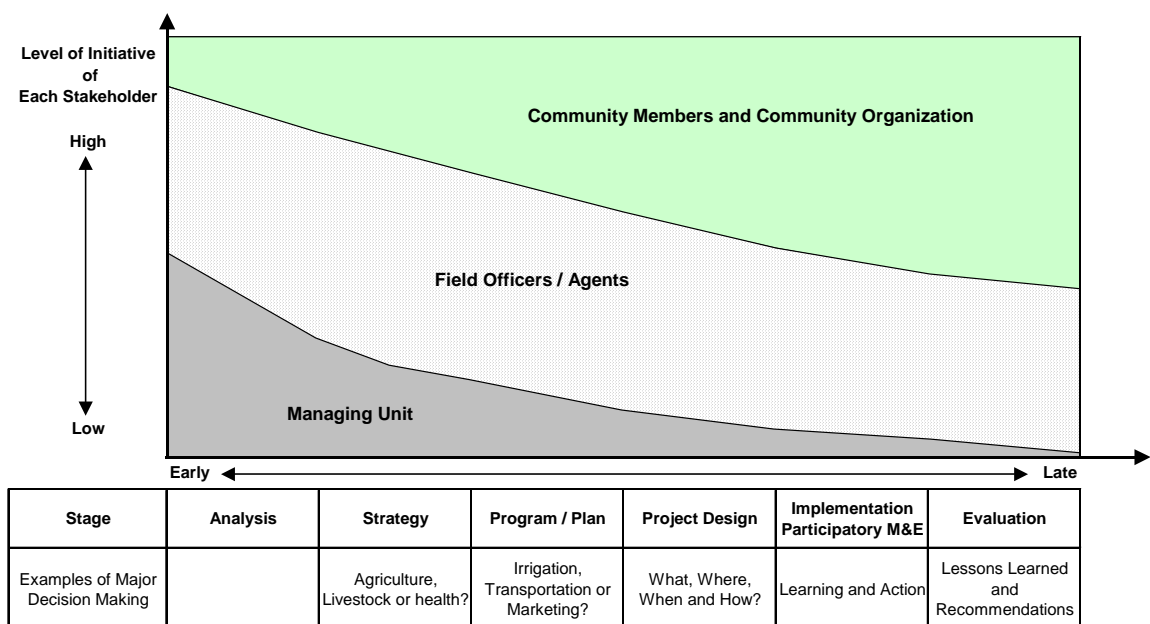 Level of Initiative
of
Each Stakeholder
High
Low
Community Members and Community Organization
Field Officers / Agents
Managing Unit
Early
Late
Stage
Analysis
Strategy
Program / Plan
Project Design
Implementation
Participatory M&E
Evaluation
Examples of Major
Decision Making
Agriculture,
Livestock or health?
Irrigation,
Transportation or
Marketing?
What, Where,
When and How?
Learning and Action
Lessons Learned
and
Recommendations